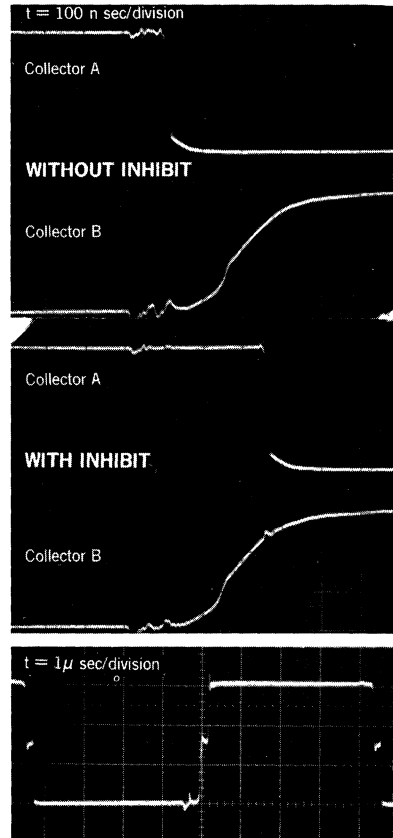 t = 100 n sec/division
Collector A
WITHOUT INHIBIT
Collector B
Collector A
WITH INHIBIT
Collector B
t = 1μ sec/division